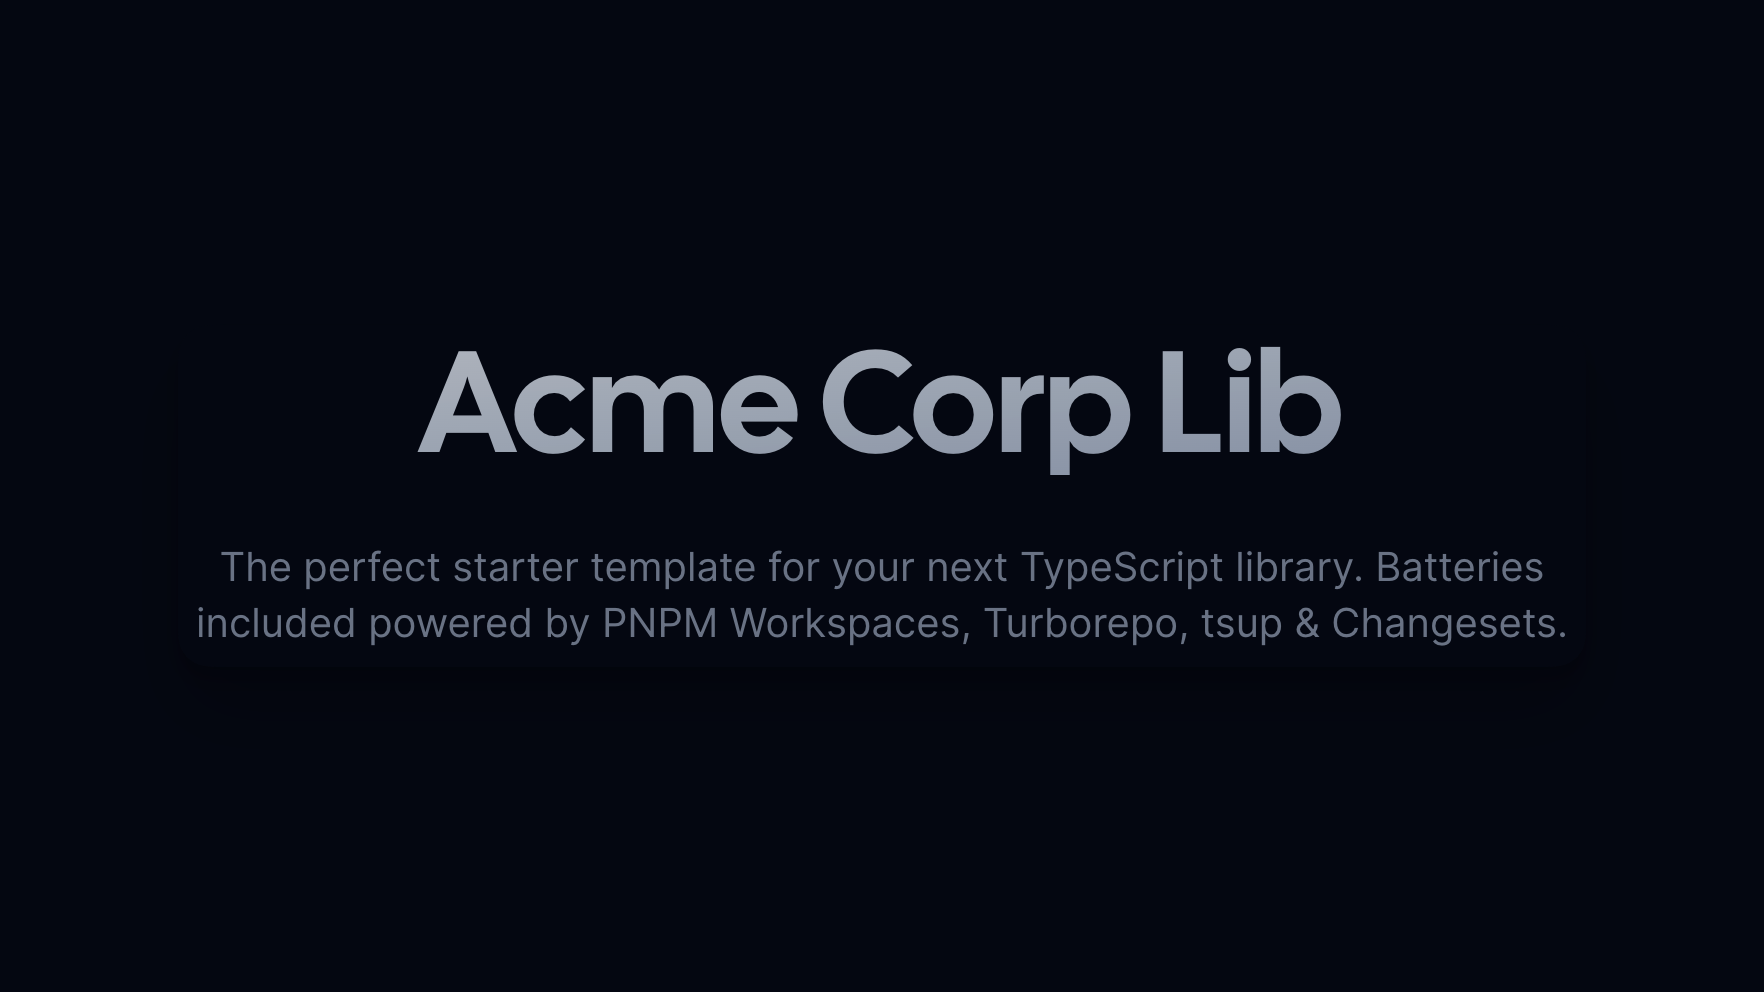 Acme Corp Lib
The perfect starter template for your next TypeScript library. Batteries
included powered by PNPM Workspaces, Turborepo, tsup & Changesets.